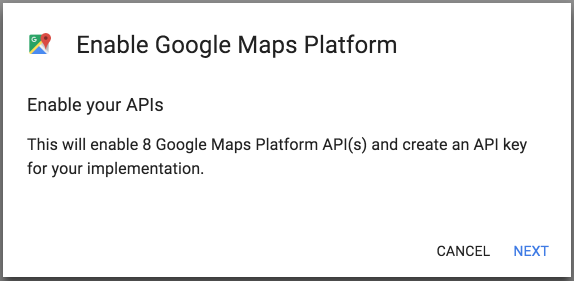 Enable Google Maps Platform
Enable your APIs
This will enable 8 Google Maps Platform API(s) and create an API key
for your implementation.
CANCEL NEXT